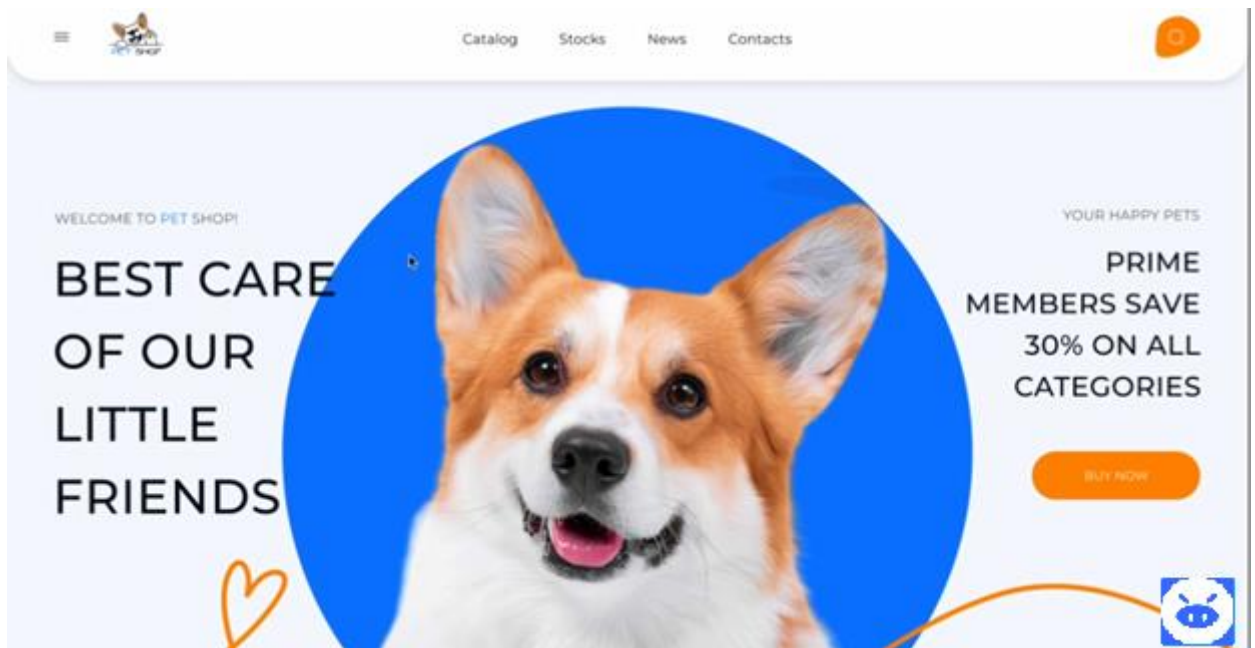 PET SHOP
Catalog Stocks News Contacts
WELCOME TO PET SHOP!
BEST CARE
OF OUR
LITTLE
FRIENDS
YOUR HAPPY PETS
PRIME
MEMBERS SAVE
30% ON ALL
CATEGORIES
BUY NOW